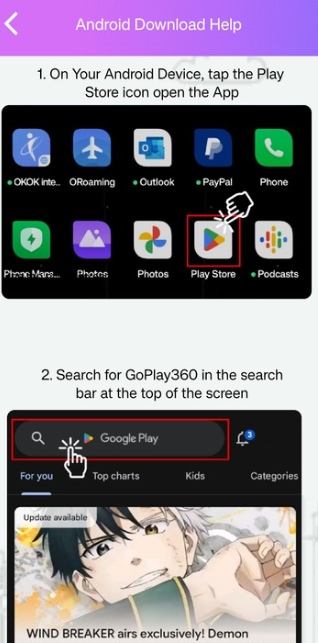 Android Download Help
1. On Your Android Device, tap the Play
Store icon open the App
OKOK inte.. ORoaming Outlook PayPal Phone
Phone Mana... Photos Photos Play Store Podcasts
2. Search for GoPlay360 in the search
bar at the top of the screen
Google Play 3
For you Top charts Kids Categories
Update available
WIND BREAKER airs exclusively! Demon